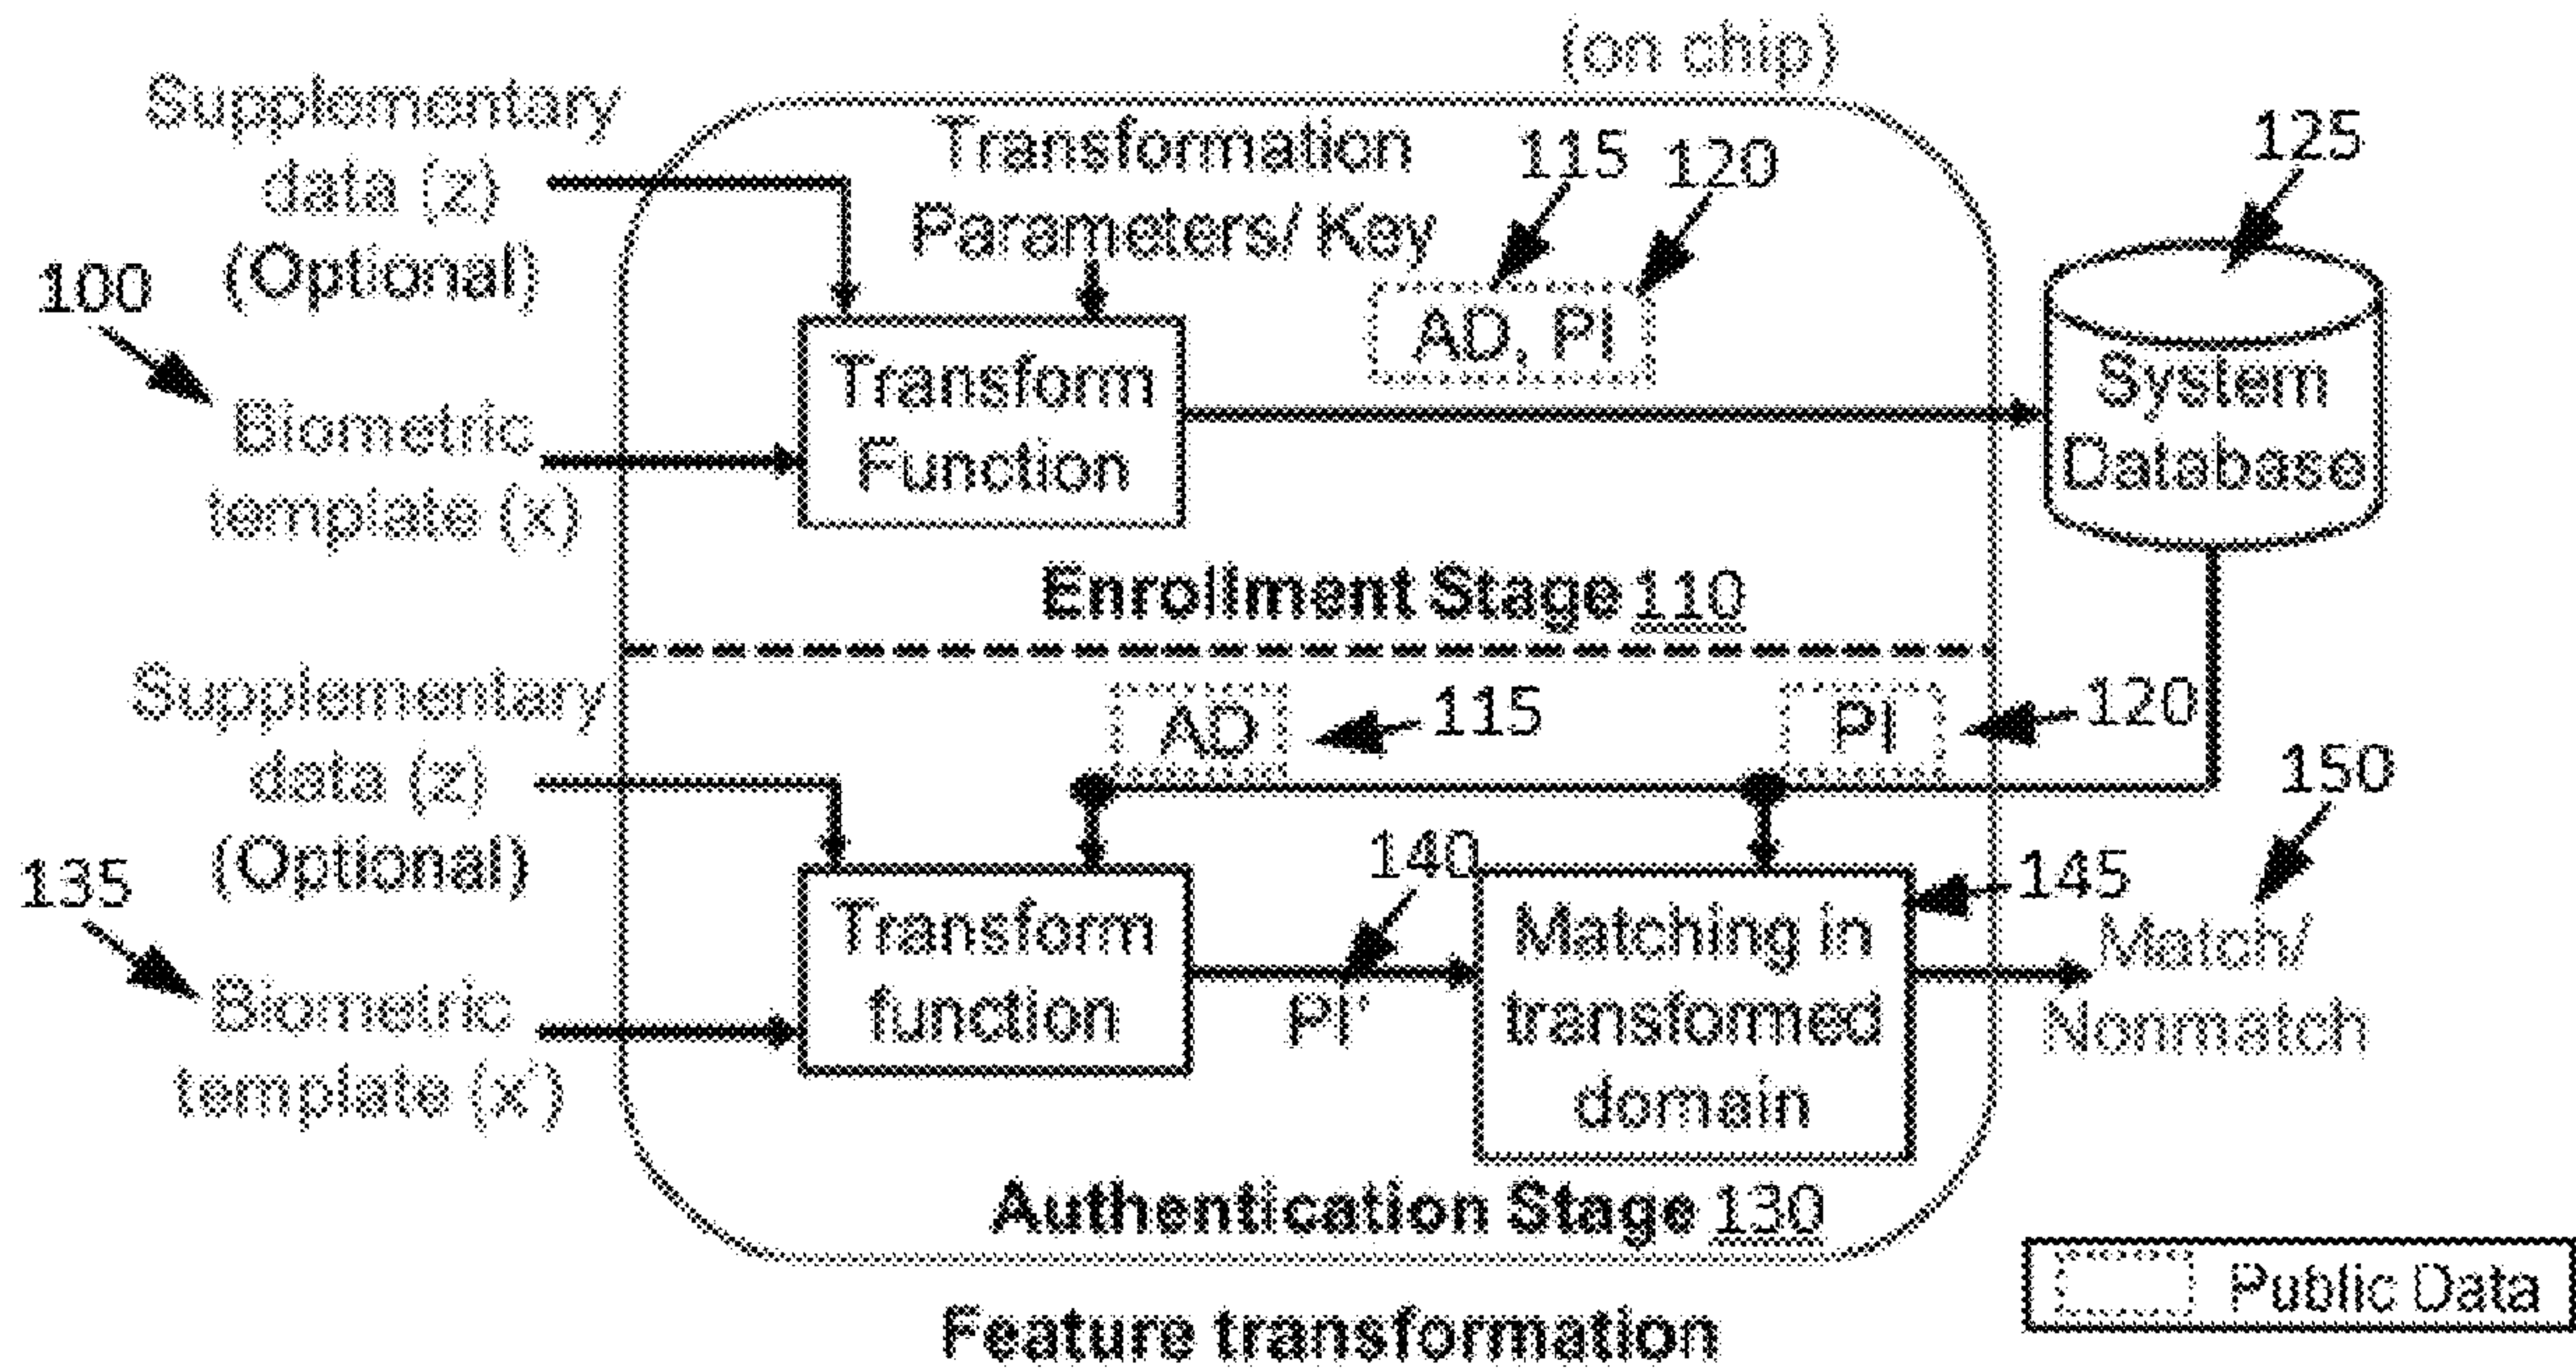 (on chip)
Supplementary
data (z)
(Optional)
100
Biometric
template (x)
Transformation
Parameters/ Key
115
120
AD, PI
125
Transform
Function
System
Database
Enrollment Stage 110
Supplementary
data (z)
(Optional)
135
Biometric
template (x')
AD
115
PI
120
150
Transform
function
140
PI'
145
Matching in
transformed
domain
Match/
Nonmatch
Authentication Stage 130
Public Data
Feature transformation